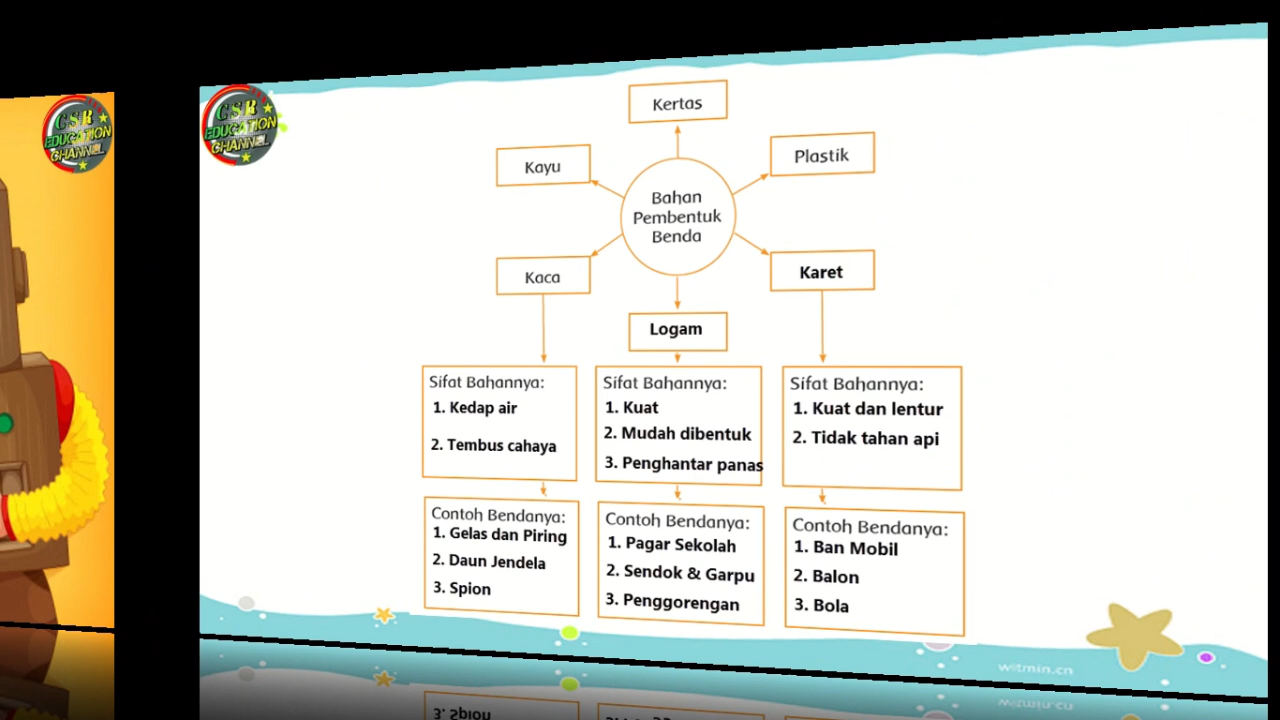 CSR
EDUCATION
CHANNEL
CSR
EDUCATION
CHANNEL
Kertas
Kayu
Plastik
Bahan
Pembentuk
Benda
Kaca
Karet
Logam
Sifat Bahannya:
1. Kedap air
2. Tembus cahaya
Sifat Bahannya:
1. Kuat
2. Mudah dibentuk
3. Penghantar panas
Sifat Bahannya:
1. Kuat dan lentur
2. Tidak tahan api
Contoh Bendanya:
1. Gelas dan Piring
2. Daun Jendela
3. Spion
Contoh Bendanya:
1. Pagar Sekolah
2. Sendok & Garpu
3. Penggorengan
Contoh Bendanya:
1. Ban Mobil
2. Balon
3. Bola
witmin.cn